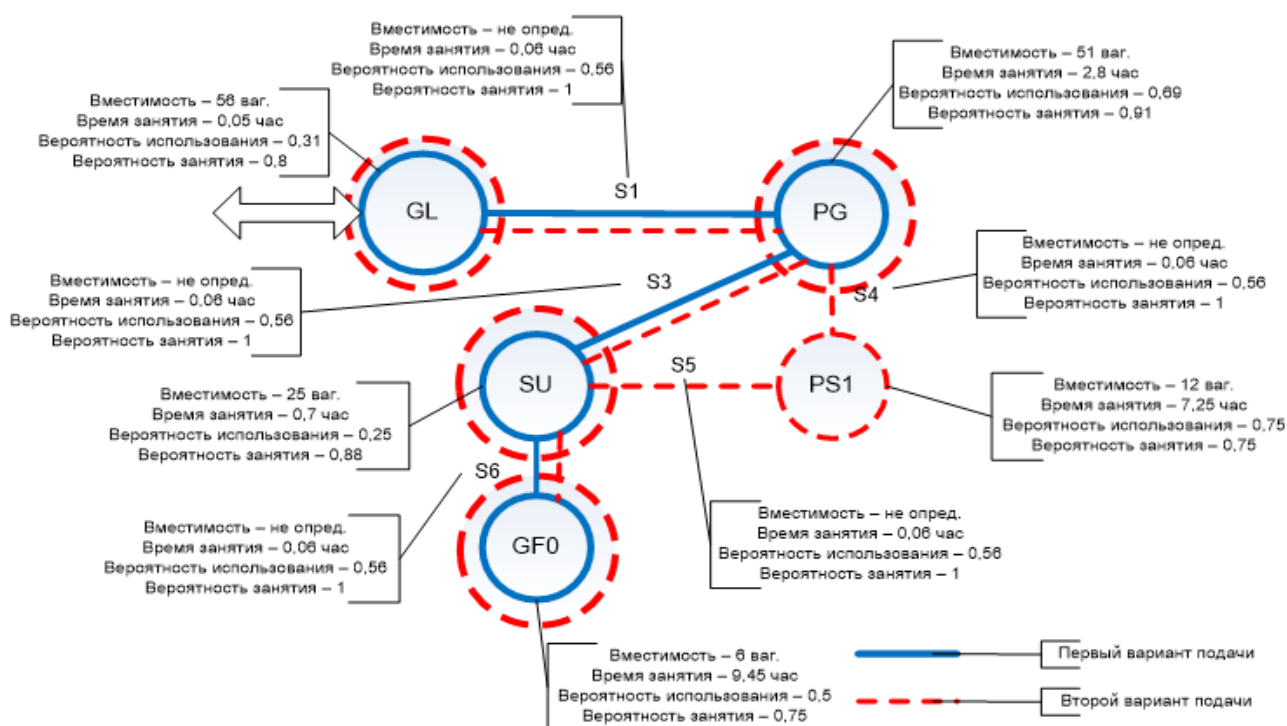 Вместимость – не опред.
Время занятия – 0,06 час
Вероятность использования – 0,56
Вероятность занятия – 1
Вместимость – 51 ваг.
Время занятия – 2,8 час
Вероятность использования – 0,69
Вероятность занятия – 0,91
Вместимость – 56 ваг.
Время занятия – 0,05 час
Вероятность использования – 0,31
Вероятность занятия – 0,8
S1
GL
PG
Вместимость – не опред.
Время занятия – 0,06 час
Вероятность использования – 0,56
Вероятность занятия – 1
S3
Вместимость – не опред.
Время занятия – 0,06 час
Вероятность использования – 0,56
Вероятность занятия – 1
S4
SU
S5
PS1
Вместимость – 25 ваг.
Время занятия – 0,7 час
Вероятность использования – 0,25
Вероятность занятия – 0,88
Вместимость – 12 ваг.
Время занятия – 7,25 час
Вероятность использования – 0,75
Вероятность занятия – 0,75
S6
Вместимость – не опред.
Время занятия – 0,06 час
Вероятность использования – 0,56
Вероятность занятия – 1
GF0
Вместимость – не опред.
Время занятия – 0,06 час
Вероятность использования – 0,56
Вероятность занятия – 1
Вместимость – 6 ваг.
Время занятия – 9,45 час
Вероятность использования – 0,5
Вероятность занятия – 0,75
Первый вариант подачи
Второй вариант подачи